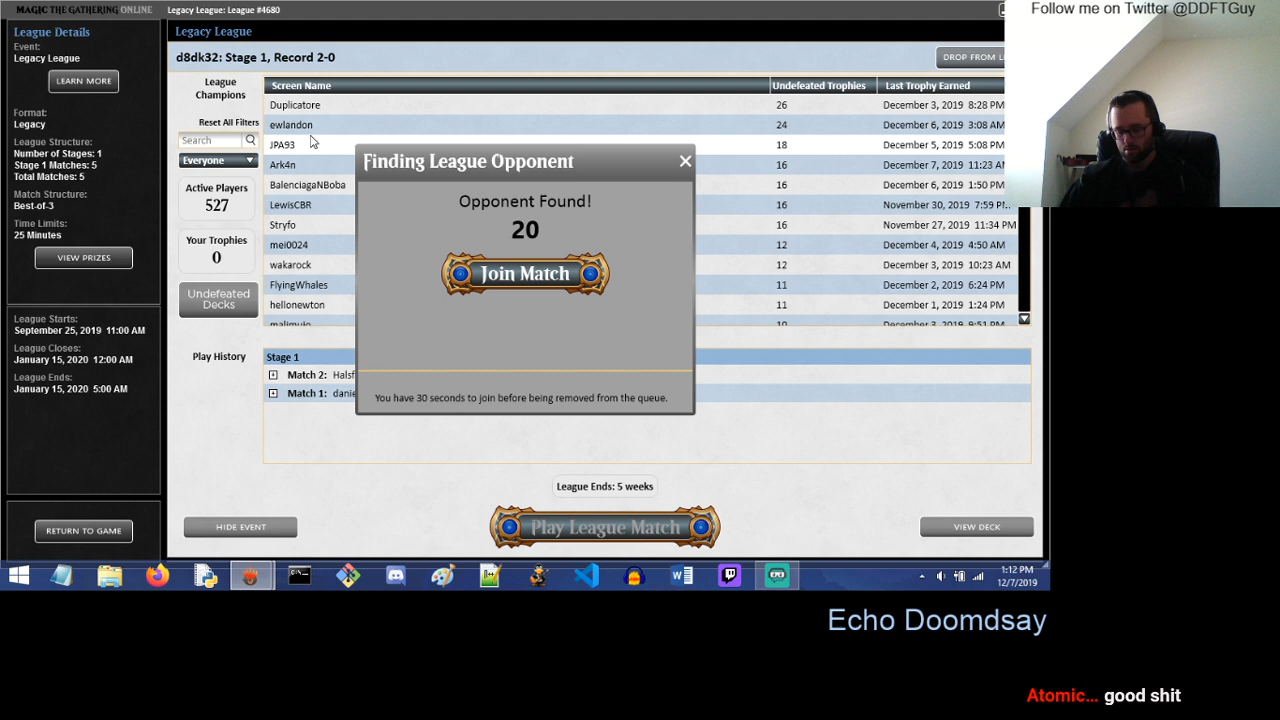 MAGIC THE GATHERING ONLINE
Legacy League: League #4680
Follow me on Twitter @DDFTGuy
League Details
Event:
Legacy League
LEARN MORE
Format:
Legacy
League Structure:
Number of Stages: 1
Stage 1 Matches: 5
Total Matches: 5
Match Structure:
Best-of-3
Time Limits:
25 Minutes
VIEW PRIZES
League Starts:
September 25, 2019 11:00 AM
League Closes:
January 15, 2020 12:00 AM
League Ends:
January 15, 2020 5:00 AM
RETURN TO GAME
Legacy League
d8dk32: Stage 1, Record 2-0
DROP FROM
League
Champions
Reset All Filters
Search
Everyone
Active Players
527
Your Trophies
0
Undefeated
Decks
Screen Name Undefeated Trophies Last Trophy Earned
Duplicatore 26 December 3, 2019 8:28 PM
ewlandon 24 December 6, 2019 3:08 AM
JPA93 18 December 5, 2019 5:08 PM
Ark4n 16 December 7, 2019 11:23
BalenciagaNBoba 16 December 6, 2019 1:50 PM
LewisCBR 16 November 30, 2019 7:59
Stryfo 16 November 27, 2019 11:34 PM
mei0024 12 December 4, 2019 4:50 AM
wakarock 12 December 3, 2019 10:23 AM
FlyingWhales 11 December 2, 2019 6:24 PM
hellonewton 11 December 1, 2019 1:24 PM
malimujo 10 December 3, 2019 9:51 PM
Finding League Opponent
Opponent Found!
20
Join Match
You have 30 seconds to join before being removed from the queue.
Play History
Stage 1
Match 2: Halsf
Match 1: danie
League Ends: 5 weeks
HIDE EVENT
Play League Match
VIEW DECK
1:12 PM
12/7/2019
Echo Doomdsay
Atomic... good shit